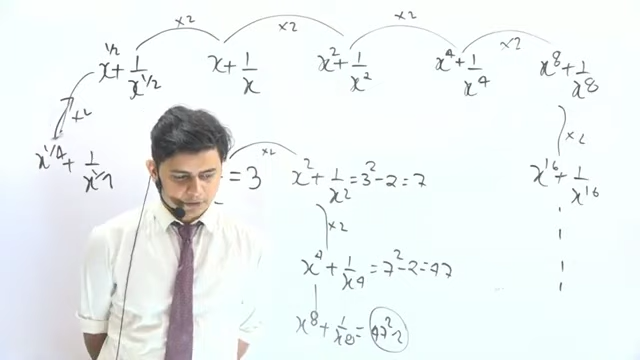 ×2 ×2 ×2 ×2
x^{1/2} + 1/x^{1/2} x + 1/x x^2 + 1/x^2 x^4 + 1/x^4 x^8 + 1/x^8
×2 ×2
x^{1/4} + 1/x^{1/4} = 3 ×2 x^2 + 1/x^2 = 3^2 - 2 = 7 x^{16} + 1/x^{16}
×2
x^4 + 1/x^4 = 7^2 - 2 = 47
x^8 + 1/x^8 = 47^2 - 2